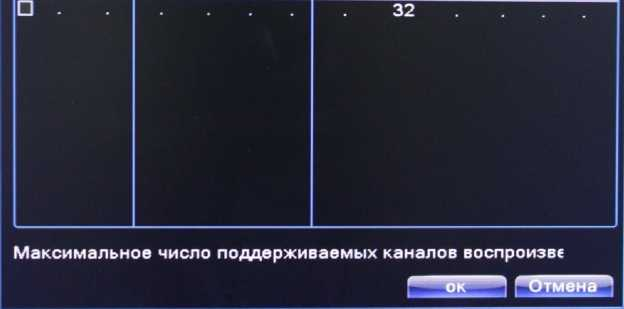 32
Максимальное число поддерживаемых каналов воспроизве
ок
Отмена